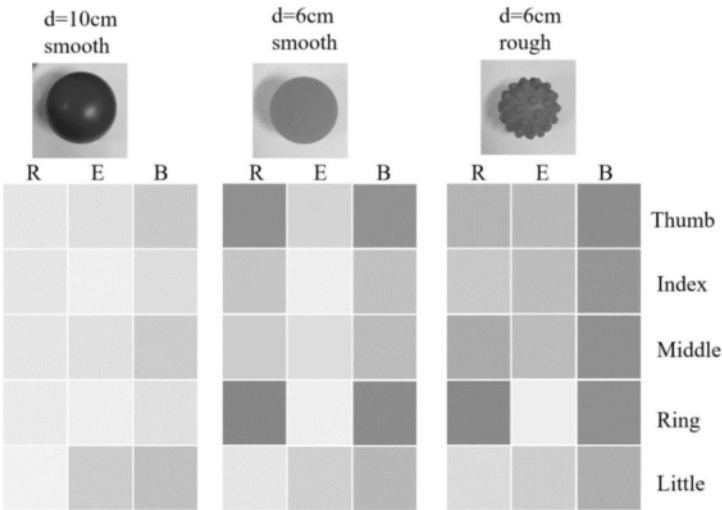 d=10cm
smooth
d=6cm
smooth
d=6cm
rough
R E B
R E B
R E B
Thumb
Index
Middle
Ring
Little